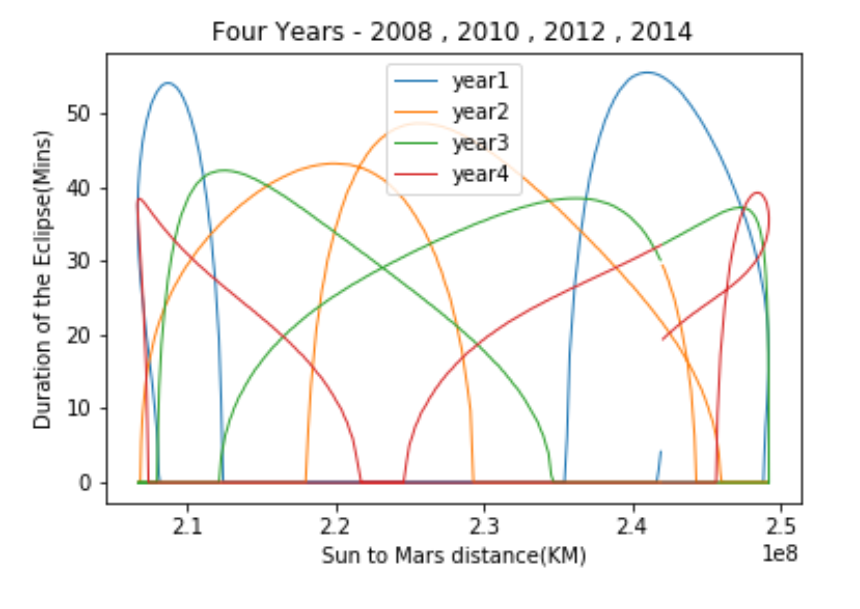 Four Years - 2008 , 2010 , 2012 , 2014
year1
year2
year3
year4
Duration of the Eclipse(Mins)
50
40
30
20
10
0
2.1 2.2 2.3 2.4 2.5
1e8
Sun to Mars distance(KM)